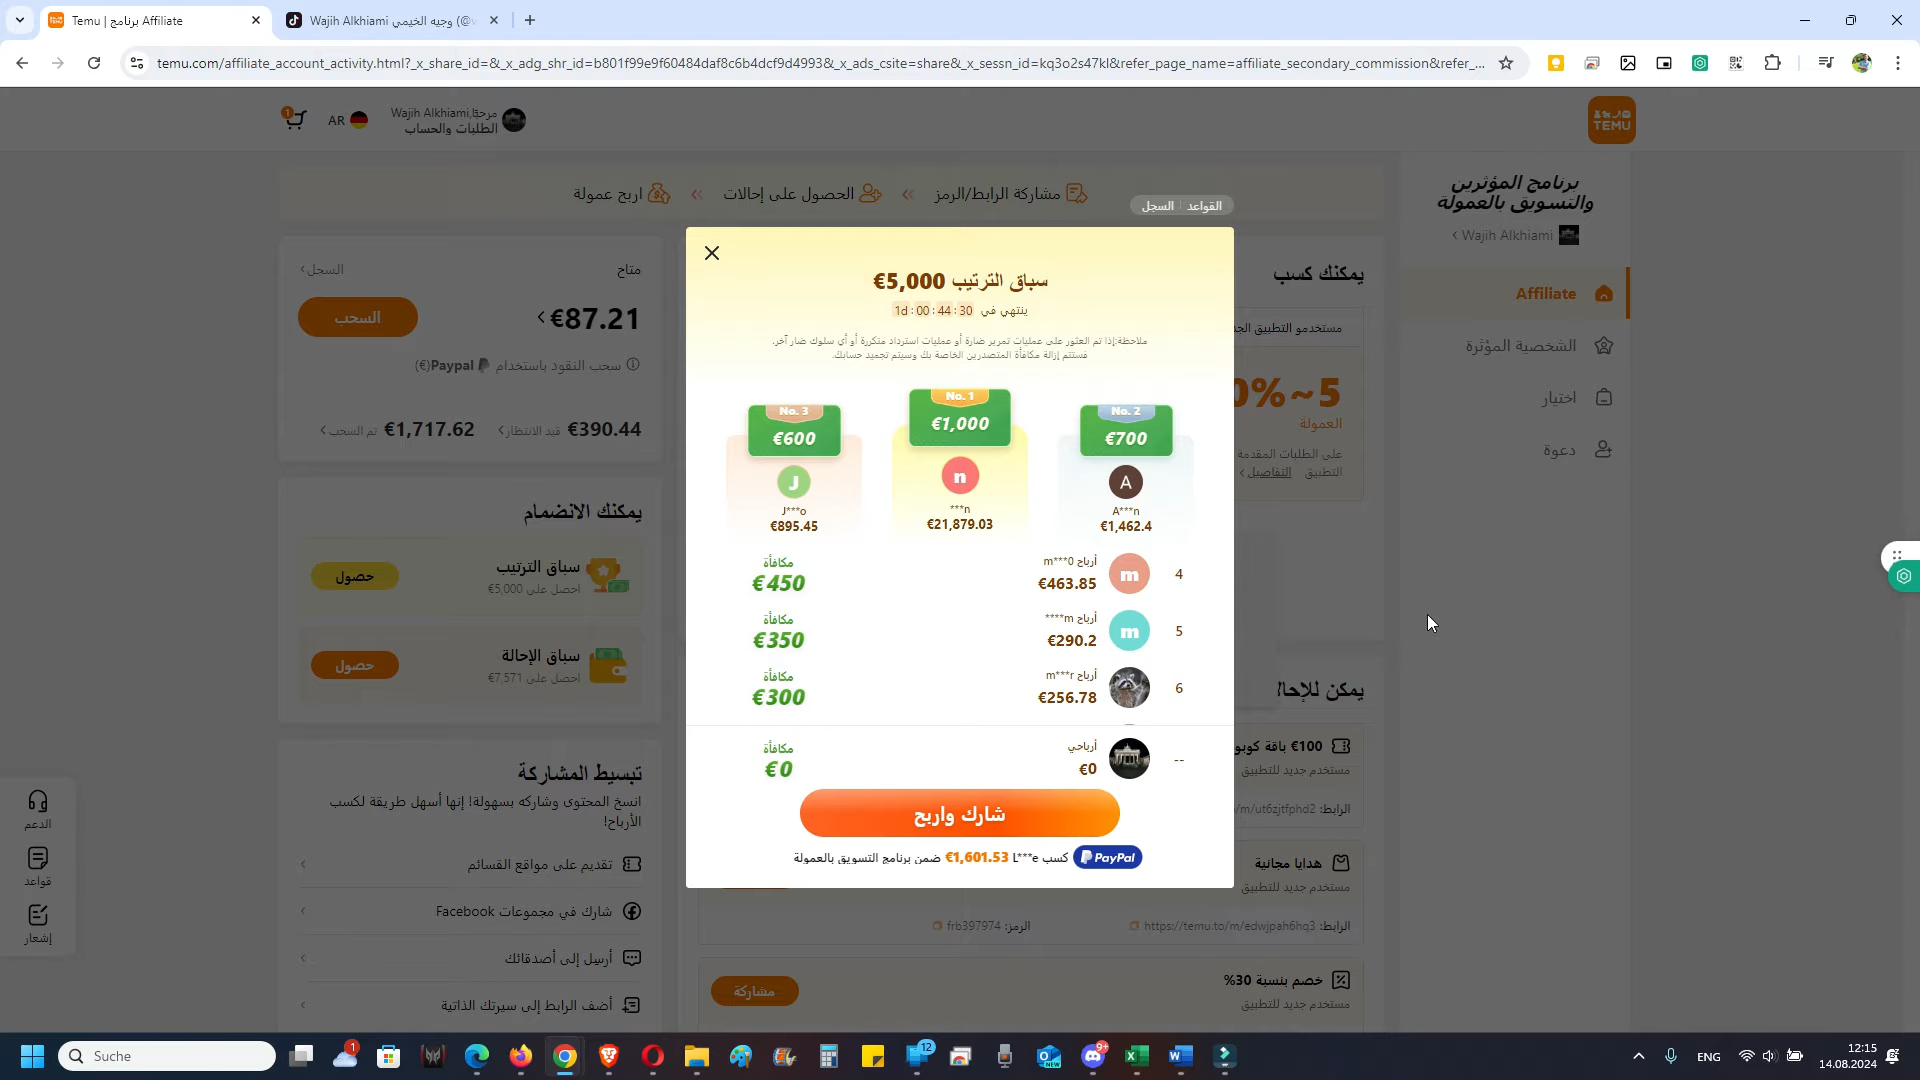 Temu | برنامج Affiliate
Wajih Alkhiami وجيه الخيمي (@v
temu.com/affiliate_account_activity.html?_x_share_id=&_x_adg_shr_id=b801f99e9f60484daf8c6b4dcf9d4993&_x_ads_csite=share&_x_sessn_id=kq3o2s47kl&refer_page_name=affiliate_secondary_commission&refer_...
1
AR
مرحبًا,Wajih Alkhiami
الطلبات والحساب
TEMU
مشاركة الرابط/الرمز
الحصول على إحالات
اربح عمولة
برنامج المؤثرين
والتسويق بالعمولة
Wajih Alkhiami
Affiliate
الشخصية المؤثرة
اختيار
دعوة
متاح
السجل
€87.21
السحب
سحب النقود باستخدام Paypal(€)
€390.44 قيد الانتظار
€1,717.62 تم السحب
يمكنك الانضمام
سباق الترتيب
احصل على €5,000
حصول
سباق الإحالة
احصل على €7,571
حصول
تبسيط المشاركة
انسخ المحتوى وشاركه بسهولة! إنها أسهل طريقة لكسب
الأرباح!
تقديم على مواقع القسائم
شارك في مجموعات Facebook
أرسل إلى أصدقائك
أضف الرابط إلى سيرتك الذاتية
الدعم
قواعد
إشعار
القواعد
السجل
سباق الترتيب €5,000
ينتهي في 1d : 00 : 44 : 30
ملاحظة:إذا تم العثور على عمليات تمرير ضارة أو عمليات استرداد متكررة أو أي سلوك ضار آخر.
فستتم إزالة مكافأة المتصدرين الخاصة بك وسيتم تجميد حسابك.
No. 3
€600
J
J***o
€895.45
No. 1
€1,000
n
***n
€21,879.03
No. 2
€700
A
A***n
€1,462.4
4
m
أرباح m***0
€463.85
مكافأة
€450
5
m
أرباح m****
€290.2
مكافأة
€350
6
أرباح m***r
€256.78
مكافأة
€300
--
أرباحي
€0
مكافأة
€0
شارك واربح
PayPal
كسب L***e €1,601.53 ضمن برنامج التسويق بالعمولة
يمكنك كسب
مستخدمو التطبيق الجد
0%~5
العمولة
على الطلبات المقدمة
التطبيق التفاصيل
يمكن للإحال
€100 باقة كوبو
مستخدم جديد للتطبيق
الرابط: /m/ut6zjtfphd2
هدايا مجانية
مستخدم جديد للتطبيق
الرابط: https://temu.to/m/edwjpah6hq3
الرمز: frb397974
خصم بنسبة 30%
مستخدم جديد للتطبيق
مشاركة
Suche
1
12
9+
ENG
12:15
14.08.2024